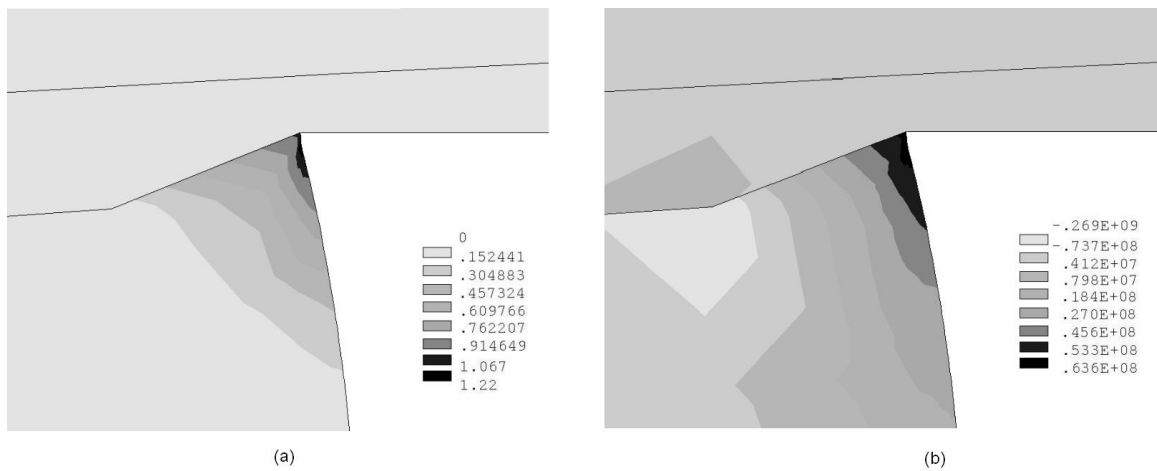 0
.152441
.304883
.457324
.609766
.762207
.914649
1.067
1.22
(a)
-.269E+09
-.737E+08
.412E+07
.798E+07
.184E+08
.270E+08
.456E+08
.533E+08
.636E+08
(b)